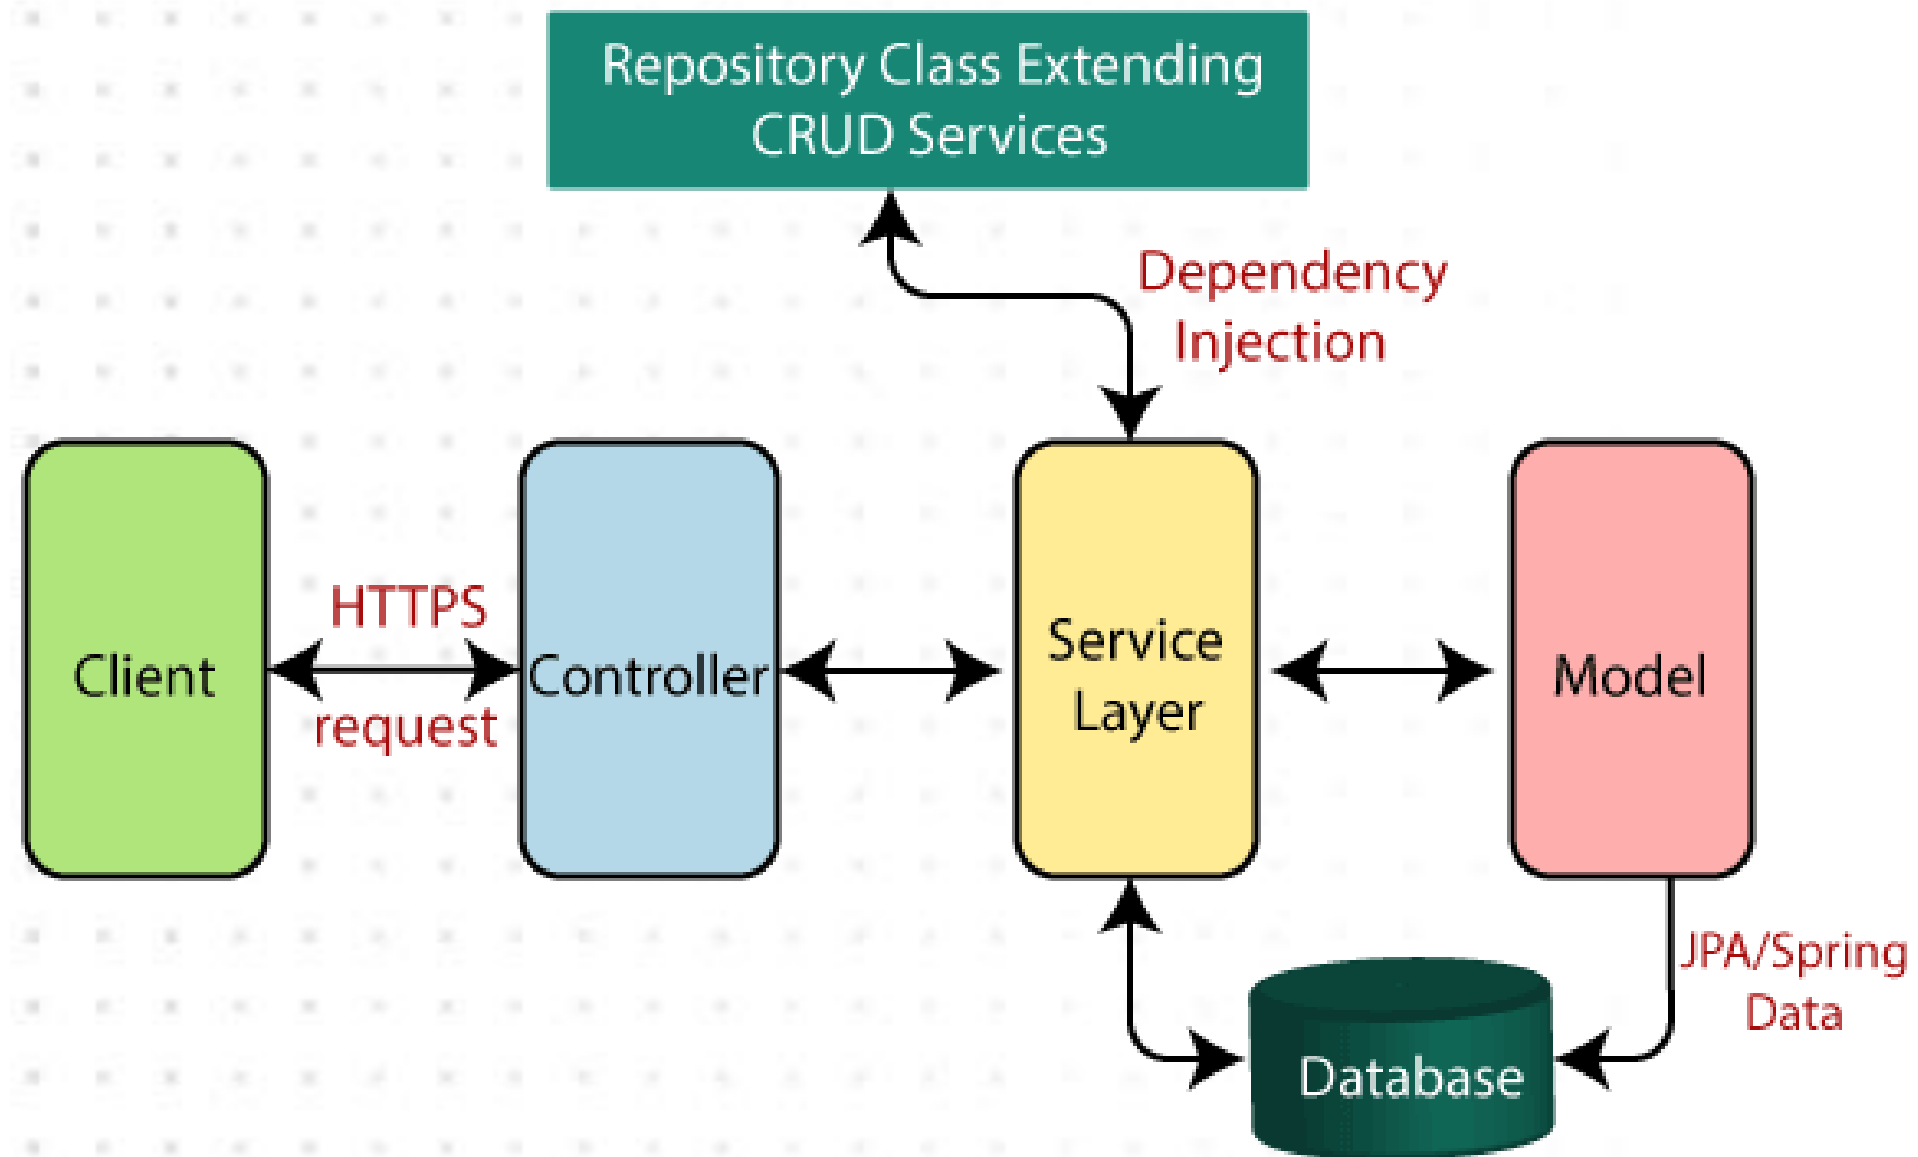 Repository Class Extending
CRUD Services
Dependency
Injection
HTTPS
request
Client
Controller
Service
Layer
Model
JPA/Spring
Data
Database